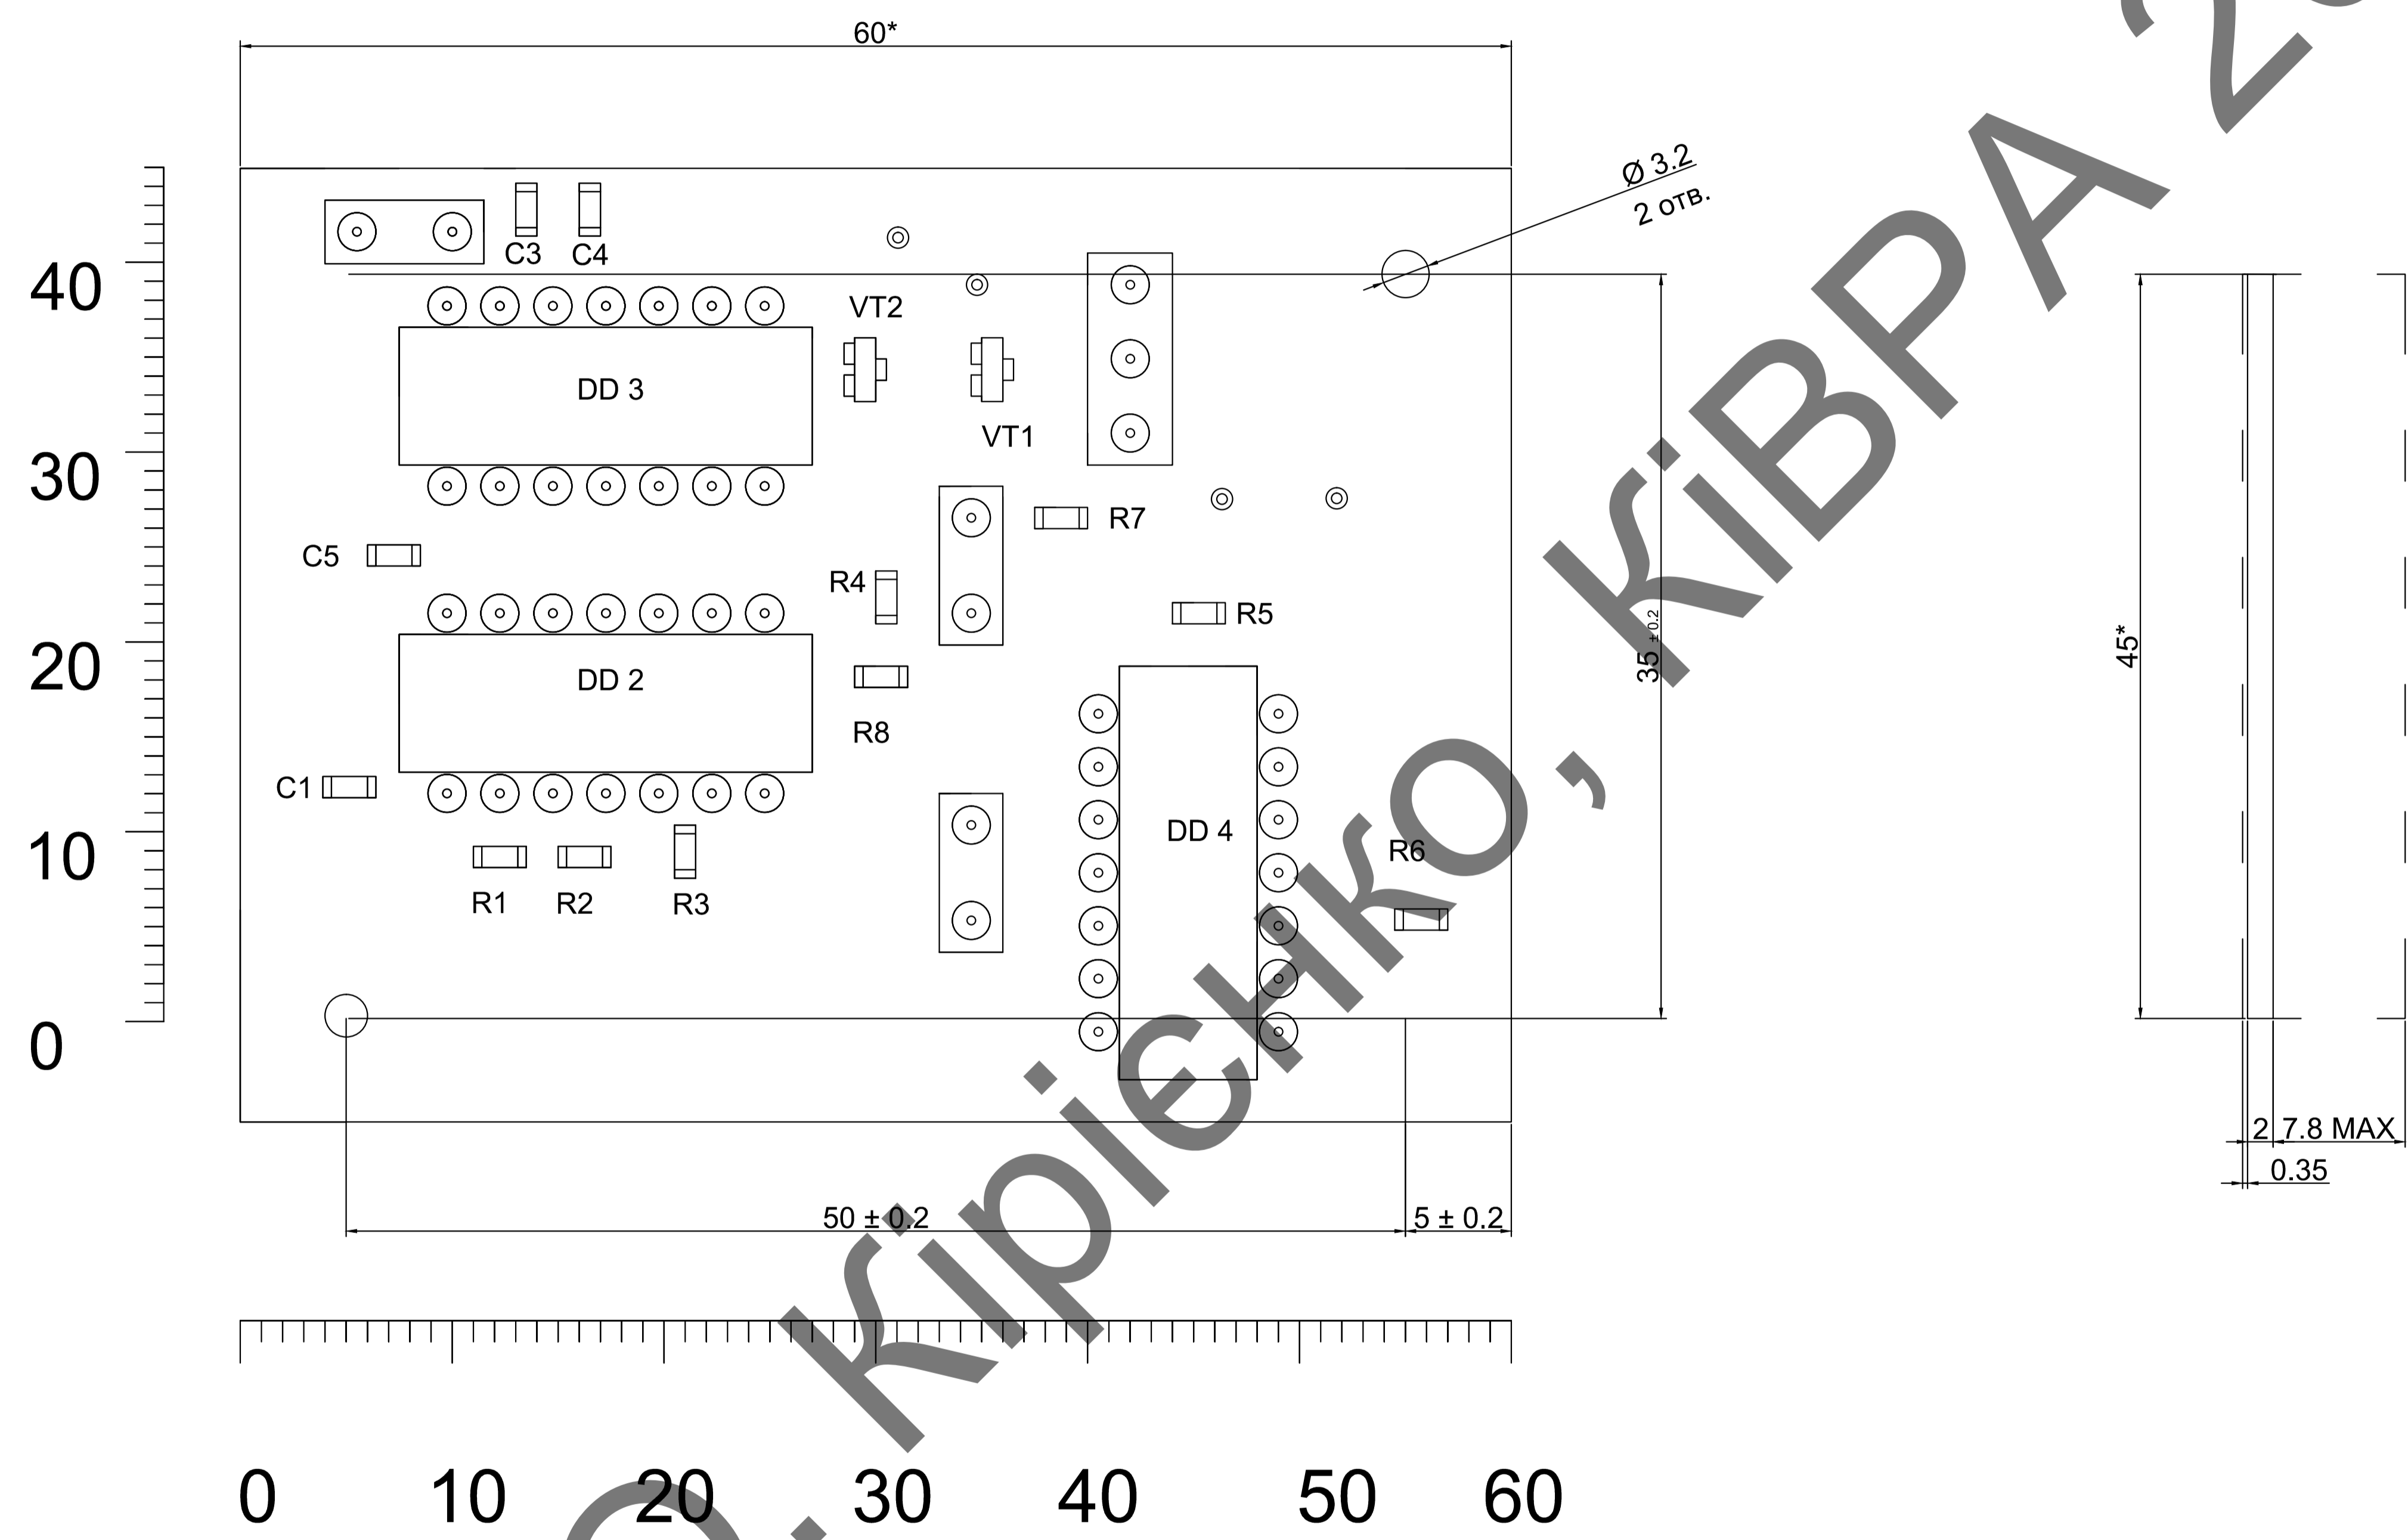 60*
Ø 3.2
2 отв.
C3
C4
40
VT2
DD 3
VT1
30
R7
C5
R4
R5
35 ± 0.2
45*
20
DD 2
R8
C1
DD 4
10
R6
R1
R2
R3
0
2
7.8 MAX
0.35
50 ± 0.2
5 ± 0.2
0 10 20 30 40 50 60
Кірієнко, КіВРА